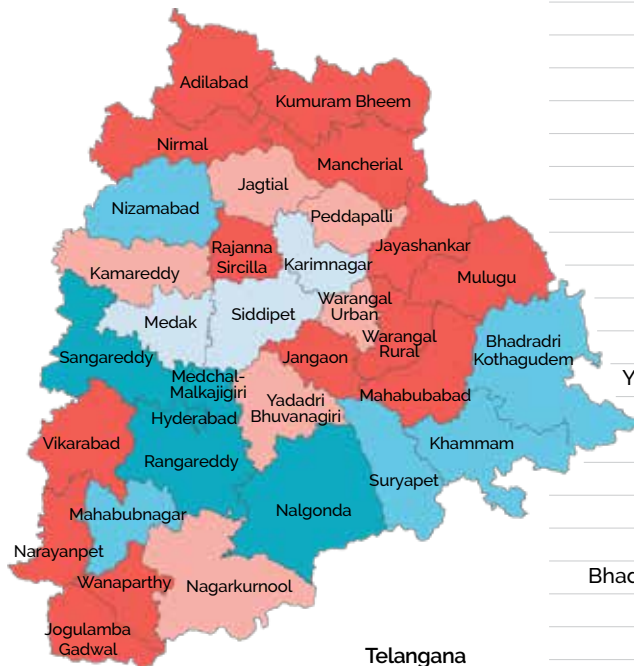 Adilabad
Kumuram Bheem
Nirmal
Mancherial
Jagtial
Nizamabad
Peddapalli
Rajanna
Sircilla
Jayashankar
Karimnagar
Kamareddy
Mulugu
Warangal
Urban
Siddipet
Medak
Warangal
Rural
Bhadradri
Kothagudem
Sangareddy
Jangaon
Medchal-
Malkajigiri
Y
Yadadri
Bhuvanagiri
Mahabubabad
Hyderabad
Vikarabad
Khammam
Rangareddy
Suryapet
Mahabubnagar
Nalgonda
Narayanpet
Wanaparthy
Nagarkurnool
Bhad
Jogulamba
Gadwal
Telangana